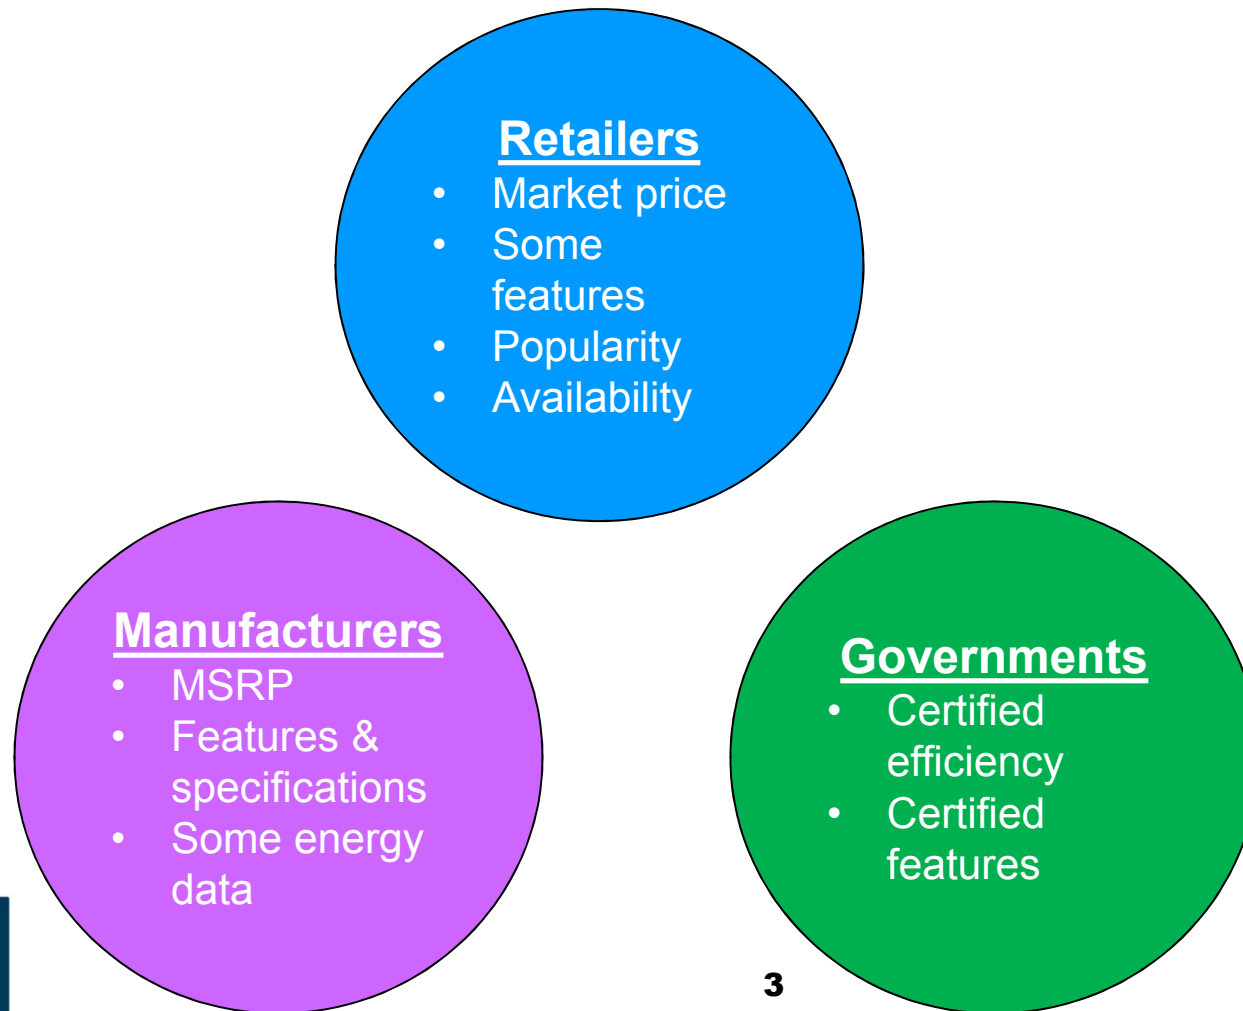 Retailers
• Market price
• Some
features
• Popularity
• Availability
Manufacturers
• MSRP
• Features &
specifications
• Some energy
data
Governments
• Certified
efficiency
• Certified
features
3